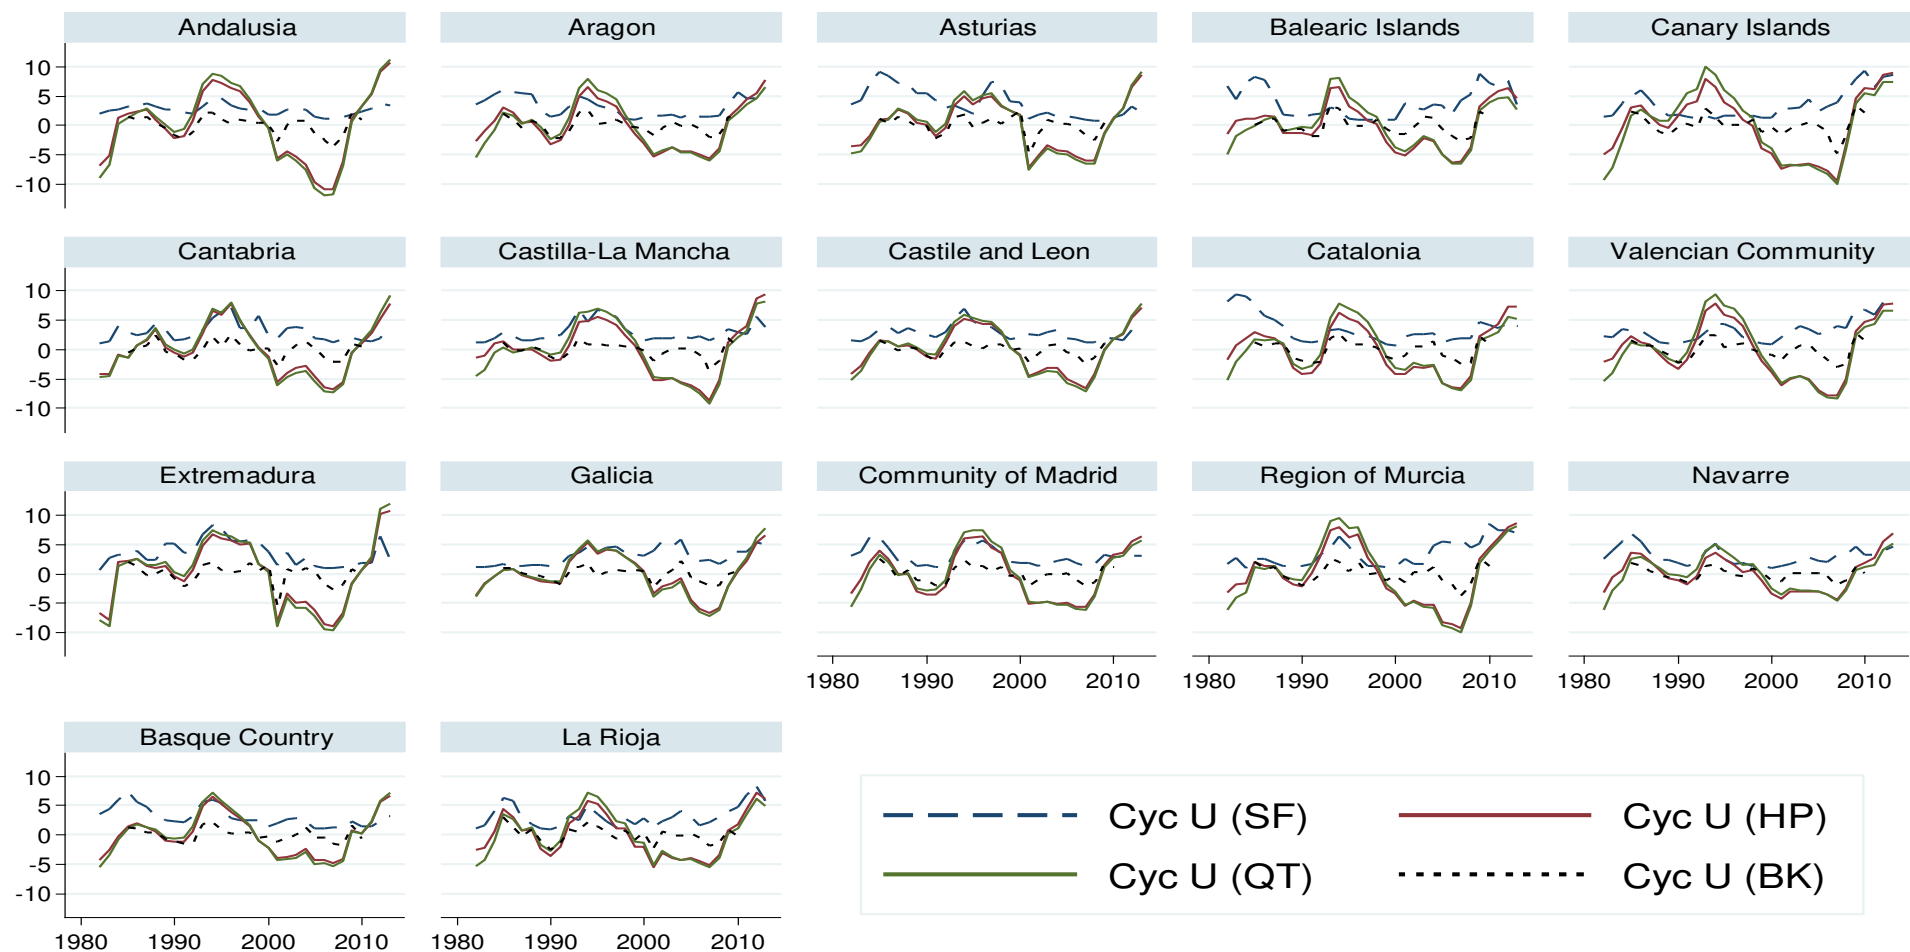 Andalusia Aragon Asturias Balearic Islands Canary Islands
10
5
0
-5
-10
Cantabria Castilla-La Mancha Castile and Leon Catalonia Valencian Community
10
5
0
-5
-10
Extremadura Galicia Community of Madrid Region of Murcia Navarre
10
5
0
-5
-10
1980 1990 2000 2010 1980 1990 2000 2010 1980 1990 2000 2010
Basque Country La Rioja
10
5
0
-5
-10
1980 1990 2000 2010 1980 1990 2000 2010
Cyc U (SF) Cyc U (HP)
Cyc U (QT) Cyc U (BK)